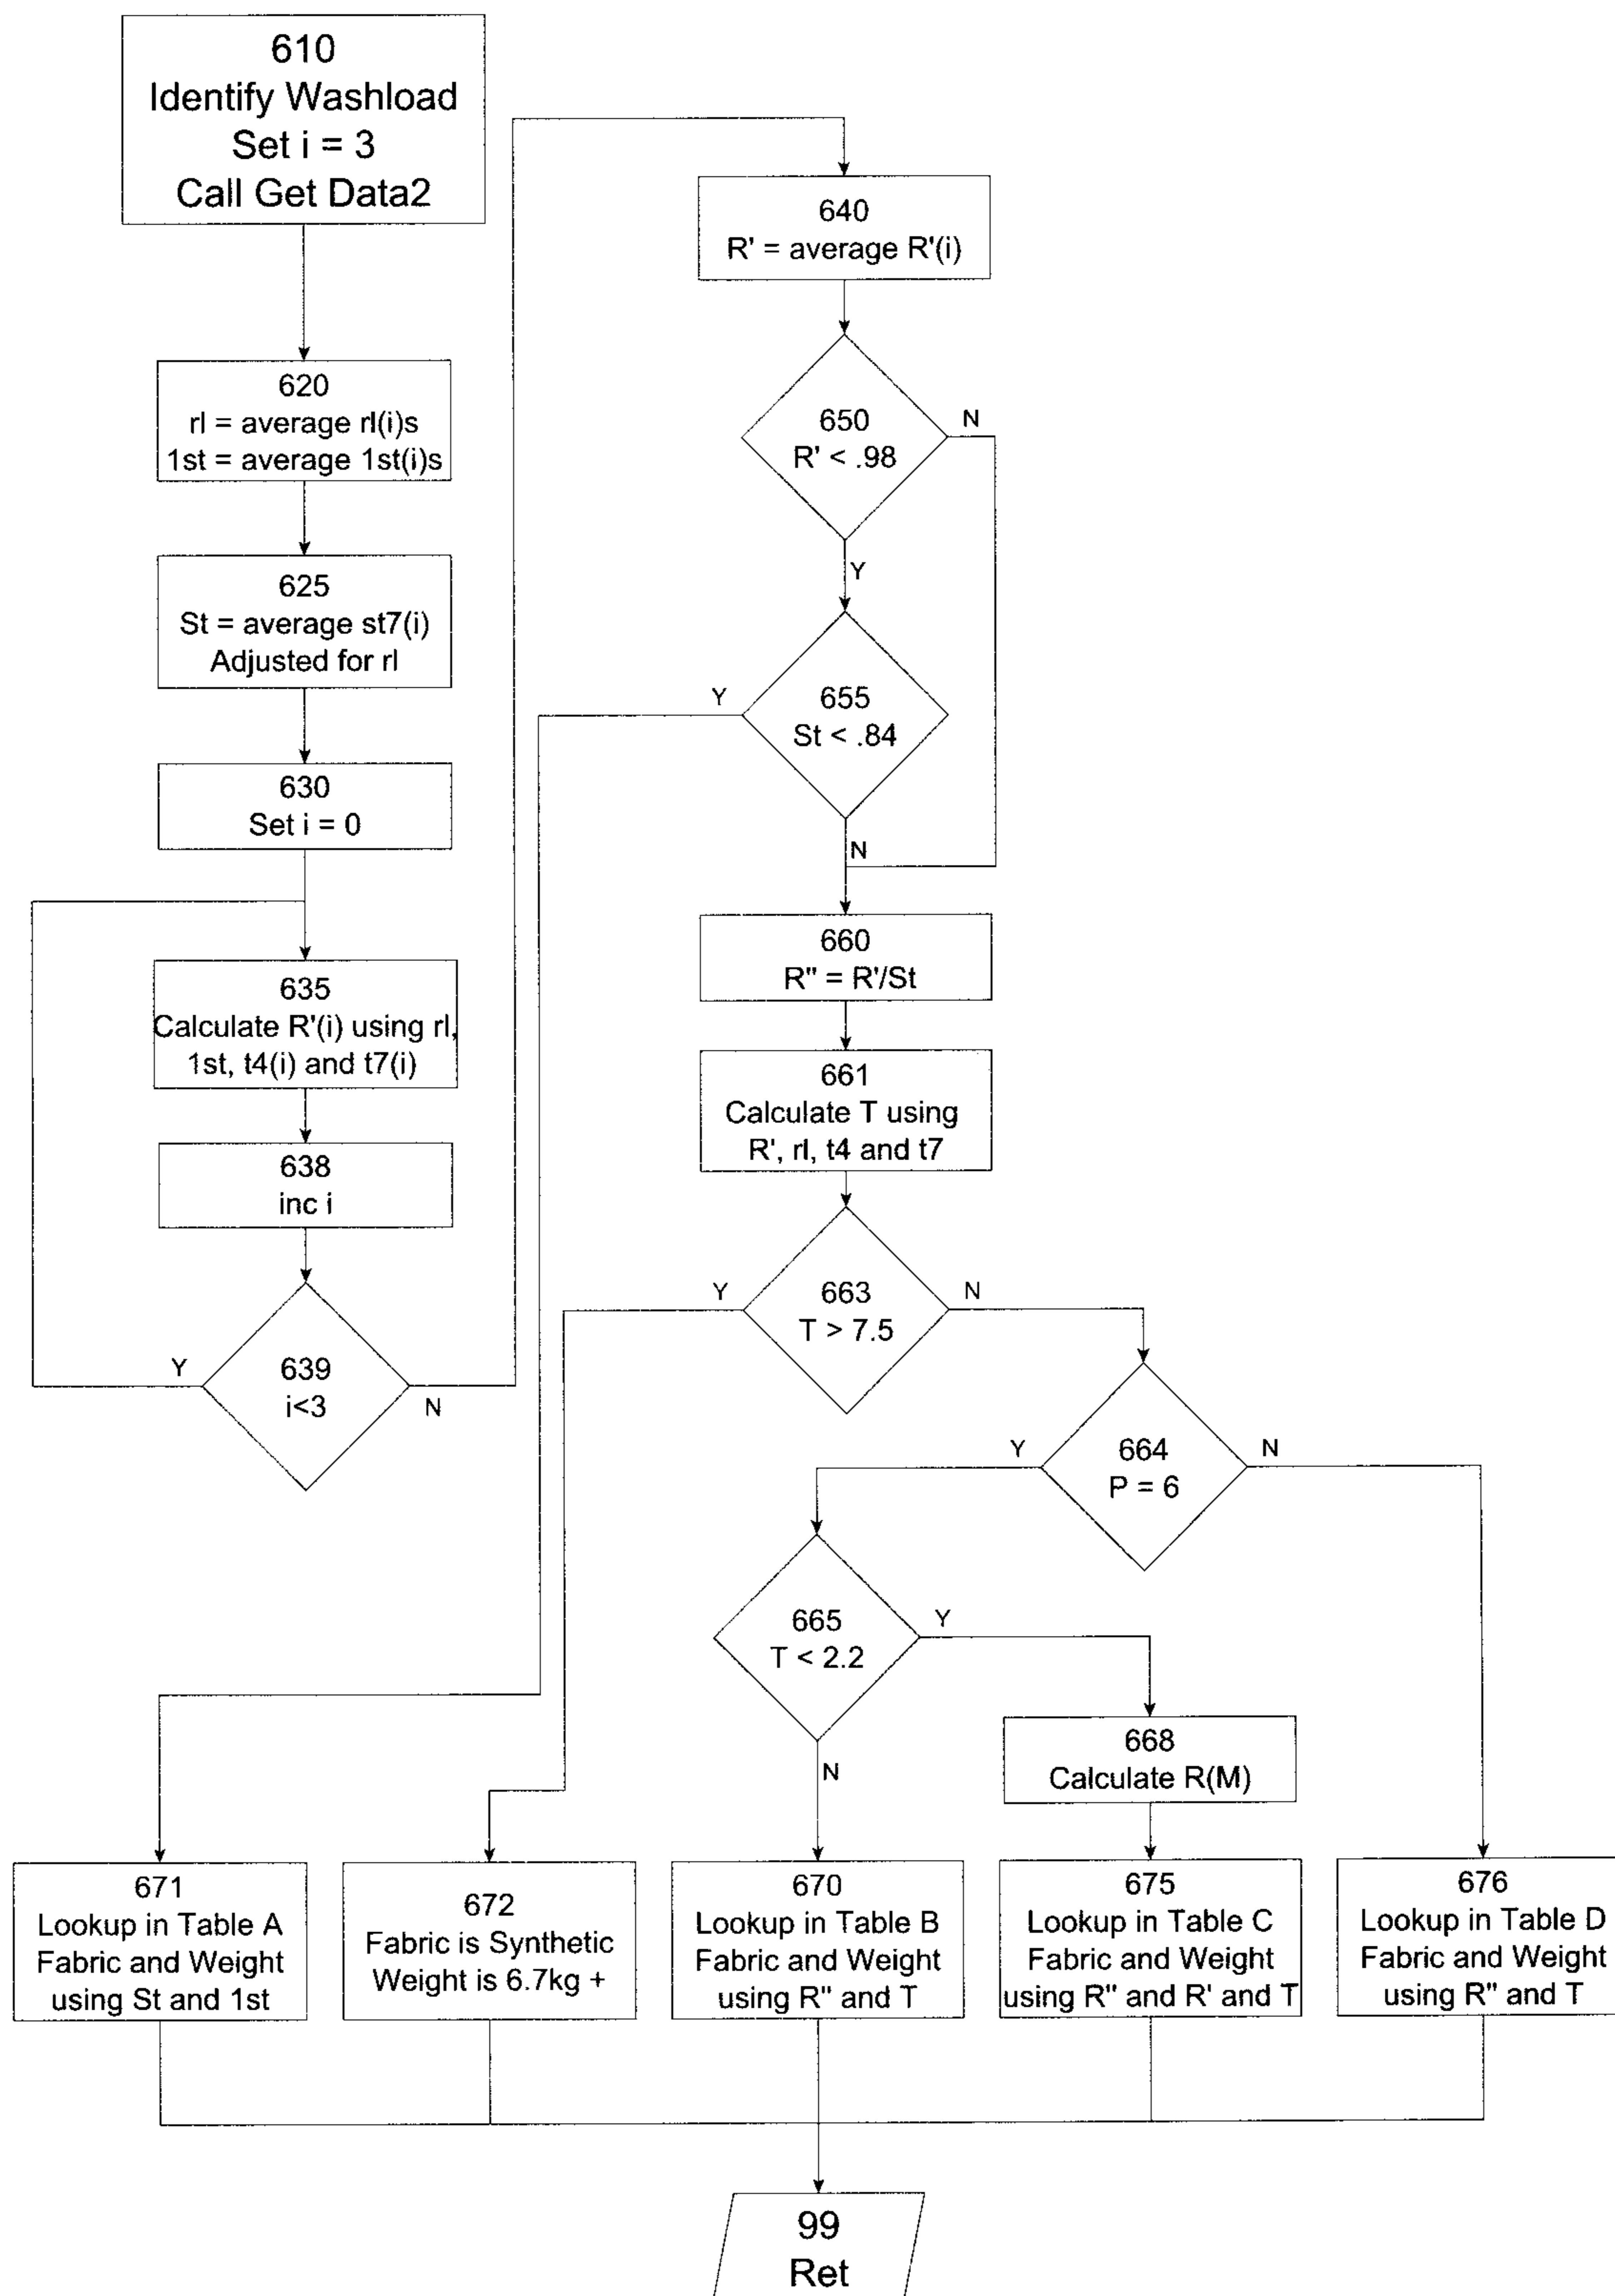 610
Identify Washload
Set i = 3
Call Get Data2
620
rl = average rl(i)s
1st = average 1st(i)s
625
St = average st7(i)
Adjusted for rl
630
Set i = 0
635
Calculate R'(i) using rl,
1st, t4(i) and t7(i)
638
inc i
639
i<3
Y
N
640
R' = average R'(i)
650
R' < .98
N
Y
655
St < .84
Y
N
660
R" = R'/St
661
Calculate T using
R', rl, t4 and t7
663
T > 7.5
Y
N
664
P = 6
Y
N
665
T < 2.2
Y
N
668
Calculate R(M)
671
Lookup in Table A
Fabric and Weight
using St and 1st
672
Fabric is Synthetic
Weight is 6.7kg +
670
Lookup in Table B
Fabric and Weight
using R" and T
675
Lookup in Table C
Fabric and Weight
using R" and R' and T
676
Lookup in Table D
Fabric and Weight
using R" and T
99
Ret